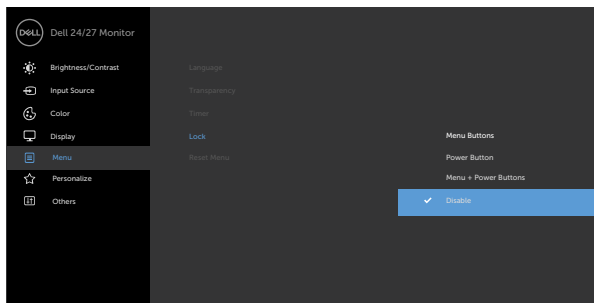 DELL
Dell 24/27 Monitor
Brightness/Contrast
Input Source
Color
Display
Menu
Personalize
Others
Language
Transparency
Timer
Lock
Reset Menu
Menu Buttons
Power Button
Menu + Power Buttons
Disable